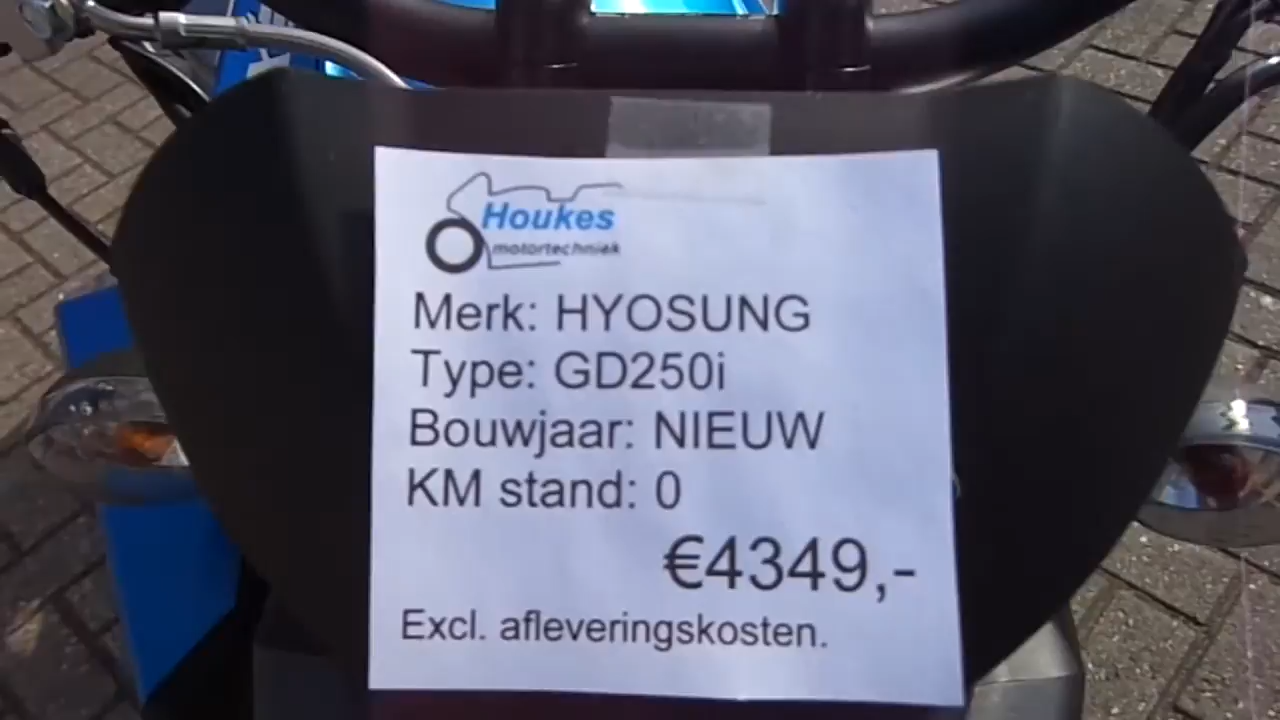 Houkes
motortechniek
Merk: HYOSUNG
Type: GD250i
Bouwjaar: NIEUW
KM stand: 0
€4349,-
Excl. afleveringskosten.